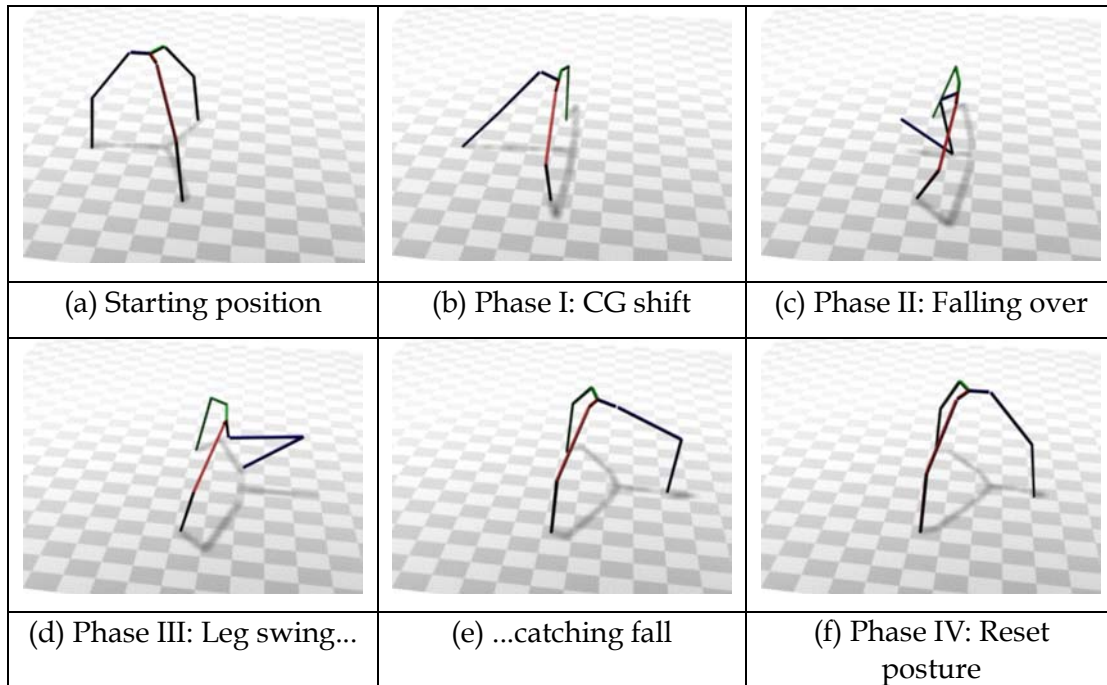 (a) Starting position
(b) Phase I: CG shift
(c) Phase II: Falling over
(d) Phase III: Leg swing...
(e) ...catching fall
(f) Phase IV: Reset
posture